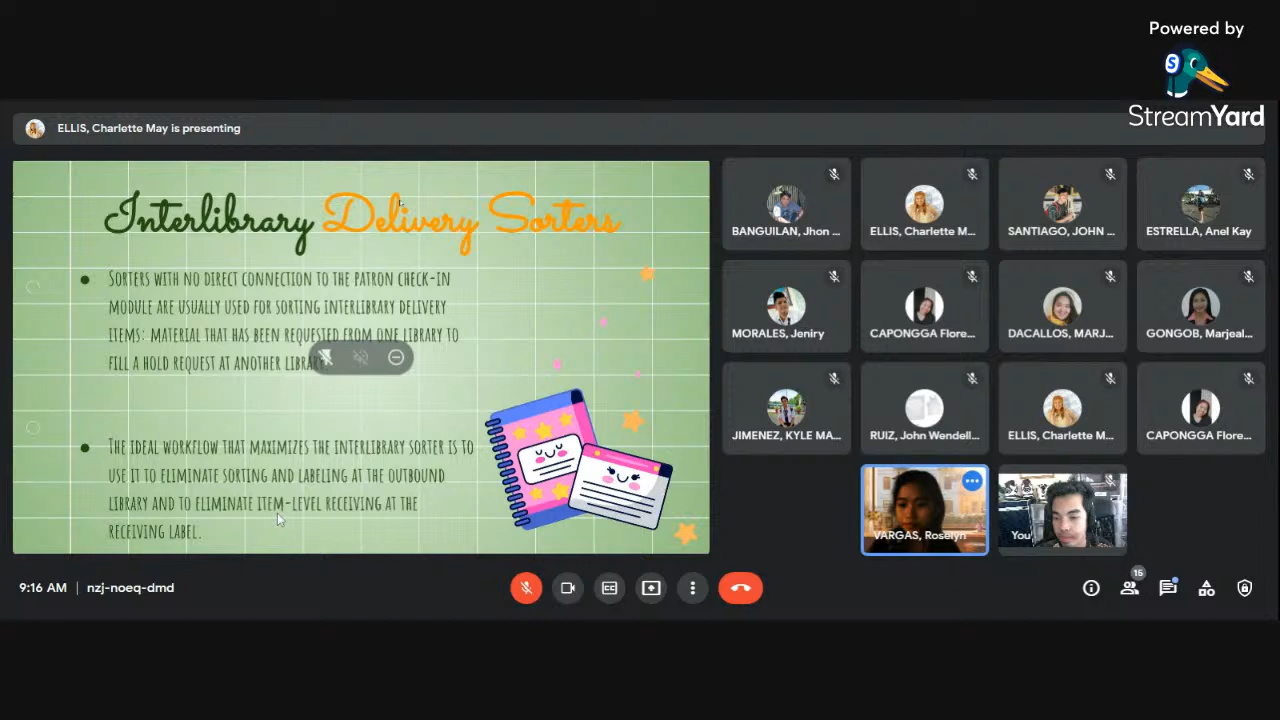 Powered by
StreamYard
ELLIS, Charlette May is presenting
Interlibrary Delivery Sorters
SORTERS WITH NO DIRECT CONNECTION TO THE PATRON CHECK-IN
MODULE ARE USUALLY USED FOR SORTING INTERLIBRARY DELIVERY
ITEMS: MATERIAL THAT HAS BEEN REQUESTED FROM ONE LIBRARY TO
FILL A HOLD REQUEST AT ANOTHER LIBRARY
THE IDEAL WORKFLOW THAT MAXIMIZES THE INTERLIBRARY SORTER IS TO
USE IT TO ELIMINATE SORTING AND LABELING AT THE OUTBOUND
LIBRARY AND TO ELIMINATE ITEM-LEVEL RECEIVING AT THE
RECEIVING LABEL.
BANGUILAN, Jhon ...
ELLIS, Charlette M...
SANTIAGO, JOHN ...
ESTRELLA, Anel Kay
MORALES, Jeniry
CAPONGGA Flore...
DACALLOS, MARJ...
GONGOB, Marjeal...
JIMENEZ, KYLE MA...
RUIZ, John Wendell...
ELLIS, Charlette M...
CAPONGGA Flore...
VARGAS, Roselyn
You
9:16 AM | nzj-noeq-dmd
15